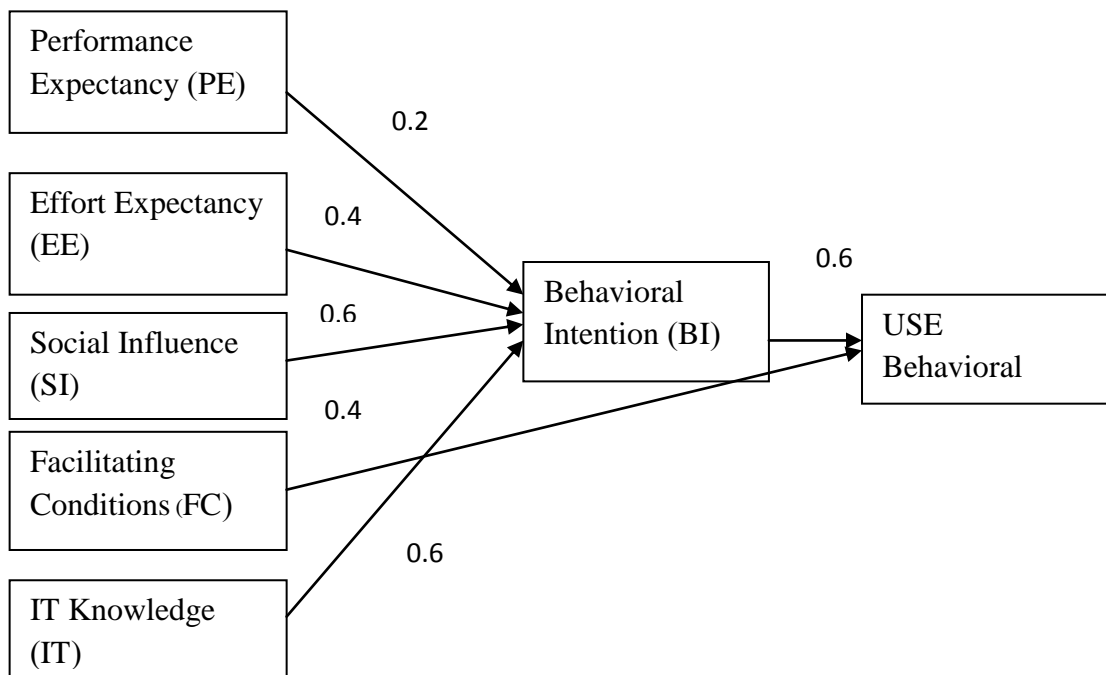 Performance
Expectancy (PE)
0.2
Effort Expectancy
(EE)
0.4
0.6
Behavioral
Intention (BI)
0.6
USE
Behavioral
Social Influence
(SI)
0.4
Facilitating
Conditions (FC)
0.6
IT Knowledge
(IT)